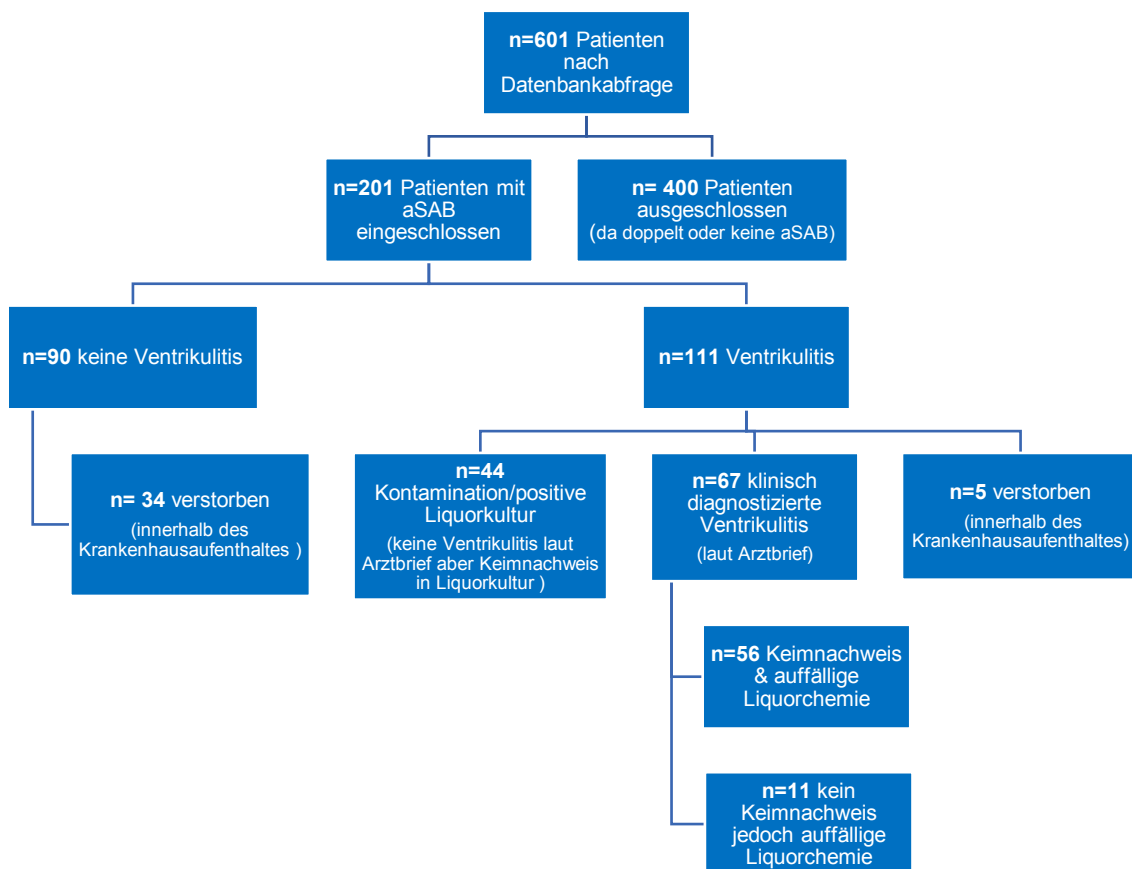 n=601 Patienten
nach
Datenbankabfrage
n=201 Patienten mit
aSAB
eingeschlossen
n= 400 Patienten
ausgeschlossen
(da doppelt oder keine aSAB)
n=90 keine Ventrikulitis
n=111 Ventrikulitis
n= 34 verstorben
(innerhalb des
Krankenhausaufenthaltes )
n=44
Kontamination/positive
Liquorkultur
(keine Ventrikulitis laut
Arztbrief aber Keimnachweis
in Liquorkultur )
n=67 klinisch
diagnostizierte
Ventrikulitis
(laut Arztbrief)
n=5 verstorben
(innerhalb des
Krankenhausaufenthaltes)
n=56 Keimnachweis
& auffällige
Liquorchemie
n=11 kein
Keimnachweis
jedoch auffällige
Liquorchemie